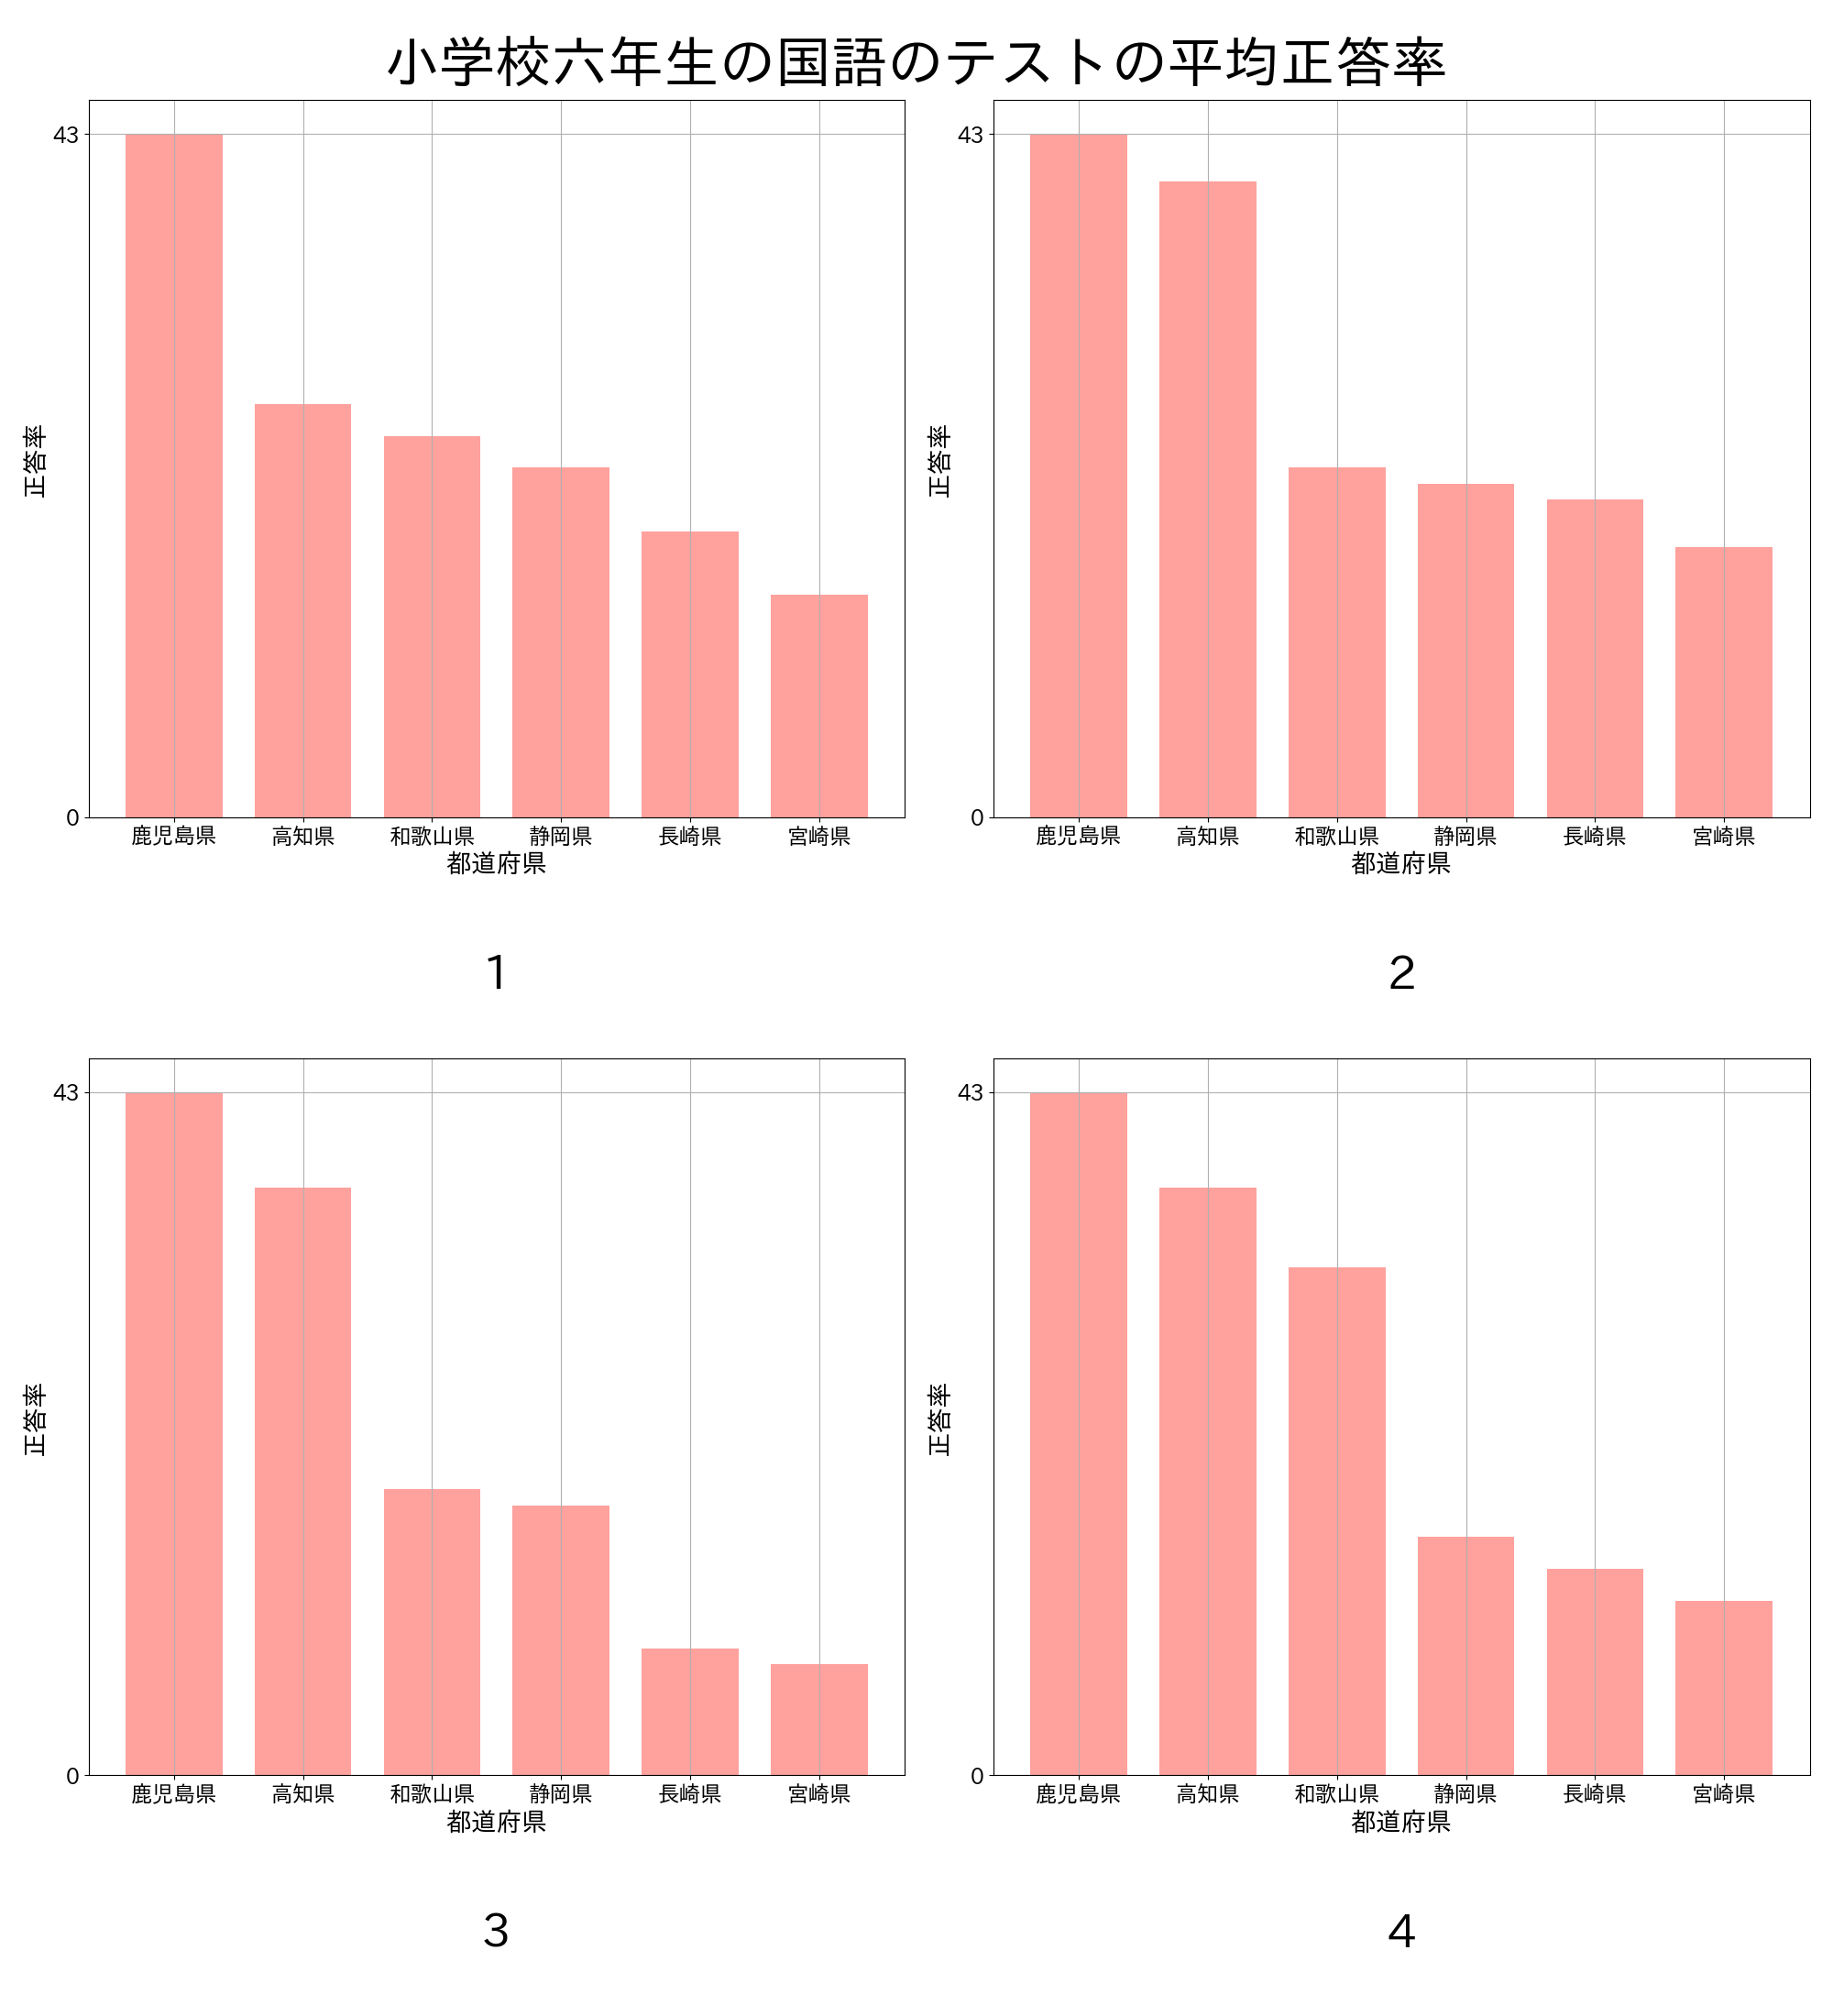 小学校六年生の国語のテストの平均正答率
43
正答率
0
鹿児島県 高知県 和歌山県 静岡県 長崎県 宮崎県
都道府県
1
43
正答率
0
鹿児島県 高知県 和歌山県 静岡県 長崎県 宮崎県
都道府県
2
43
正答率
0
鹿児島県 高知県 和歌山県 静岡県 長崎県 宮崎県
都道府県
3
43
正答率
0
鹿児島県 高知県 和歌山県 静岡県 長崎県 宮崎県
都道府県
4